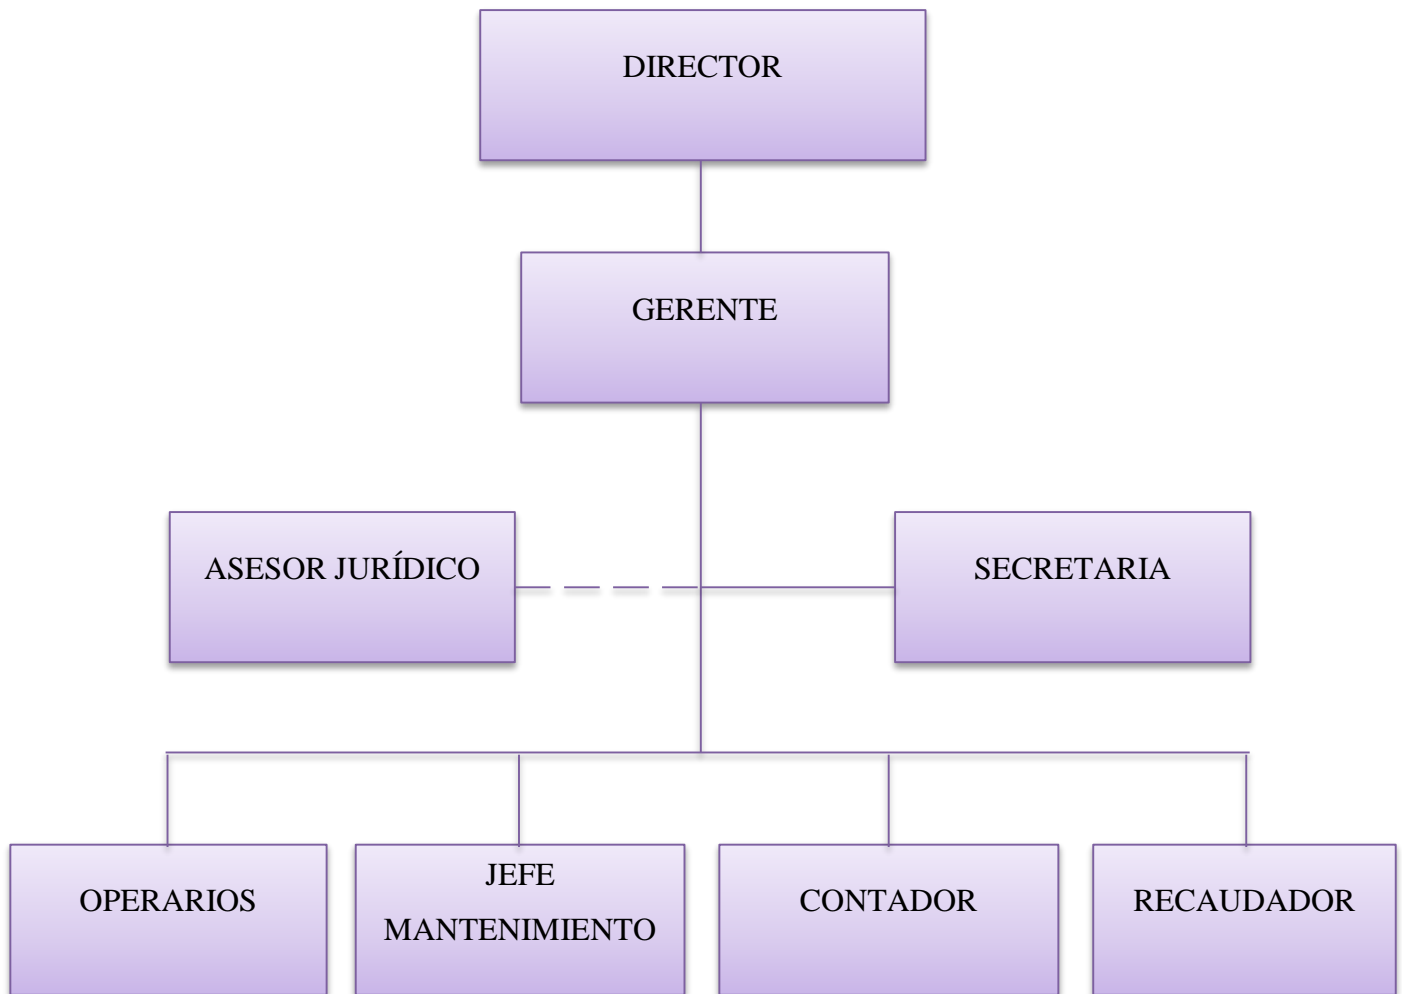 DIRECTOR
GERENTE
ASESOR JURÍDICO
SECRETARIA
OPERARIOS
JEFE
MANTENIMIENTO
CONTADOR
RECAUDADOR